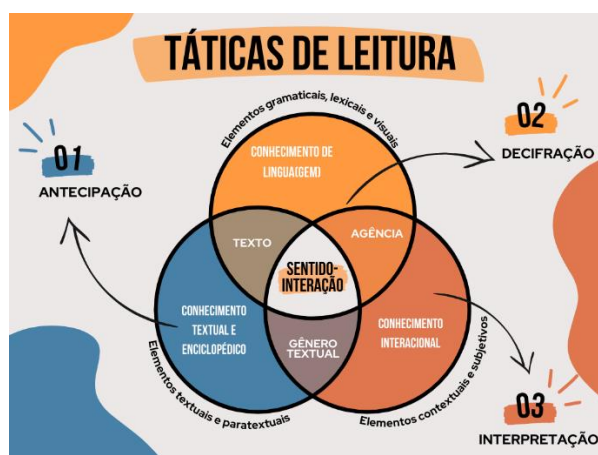 TÁTICAS DE LEITURA
Elementos gramaticais, lexicais e visuais
01
ANTECIPAÇÃO
02
DECIFRAÇÃO
CONHECIMENTO DE
LINGUA(GEM)
TEXTO
AGÊNCIA
SENTIDO-
INTERAÇÃO
CONHECIMENTO
TEXTUAL E
ENCICLOPÉDICO
GÊNERO
TEXTUAL
CONHECIMENTO
INTERACIONAL
Elementos textuais e paratextuais
Elementos contextuais e subjetivos
03
INTERPRETAÇÃO